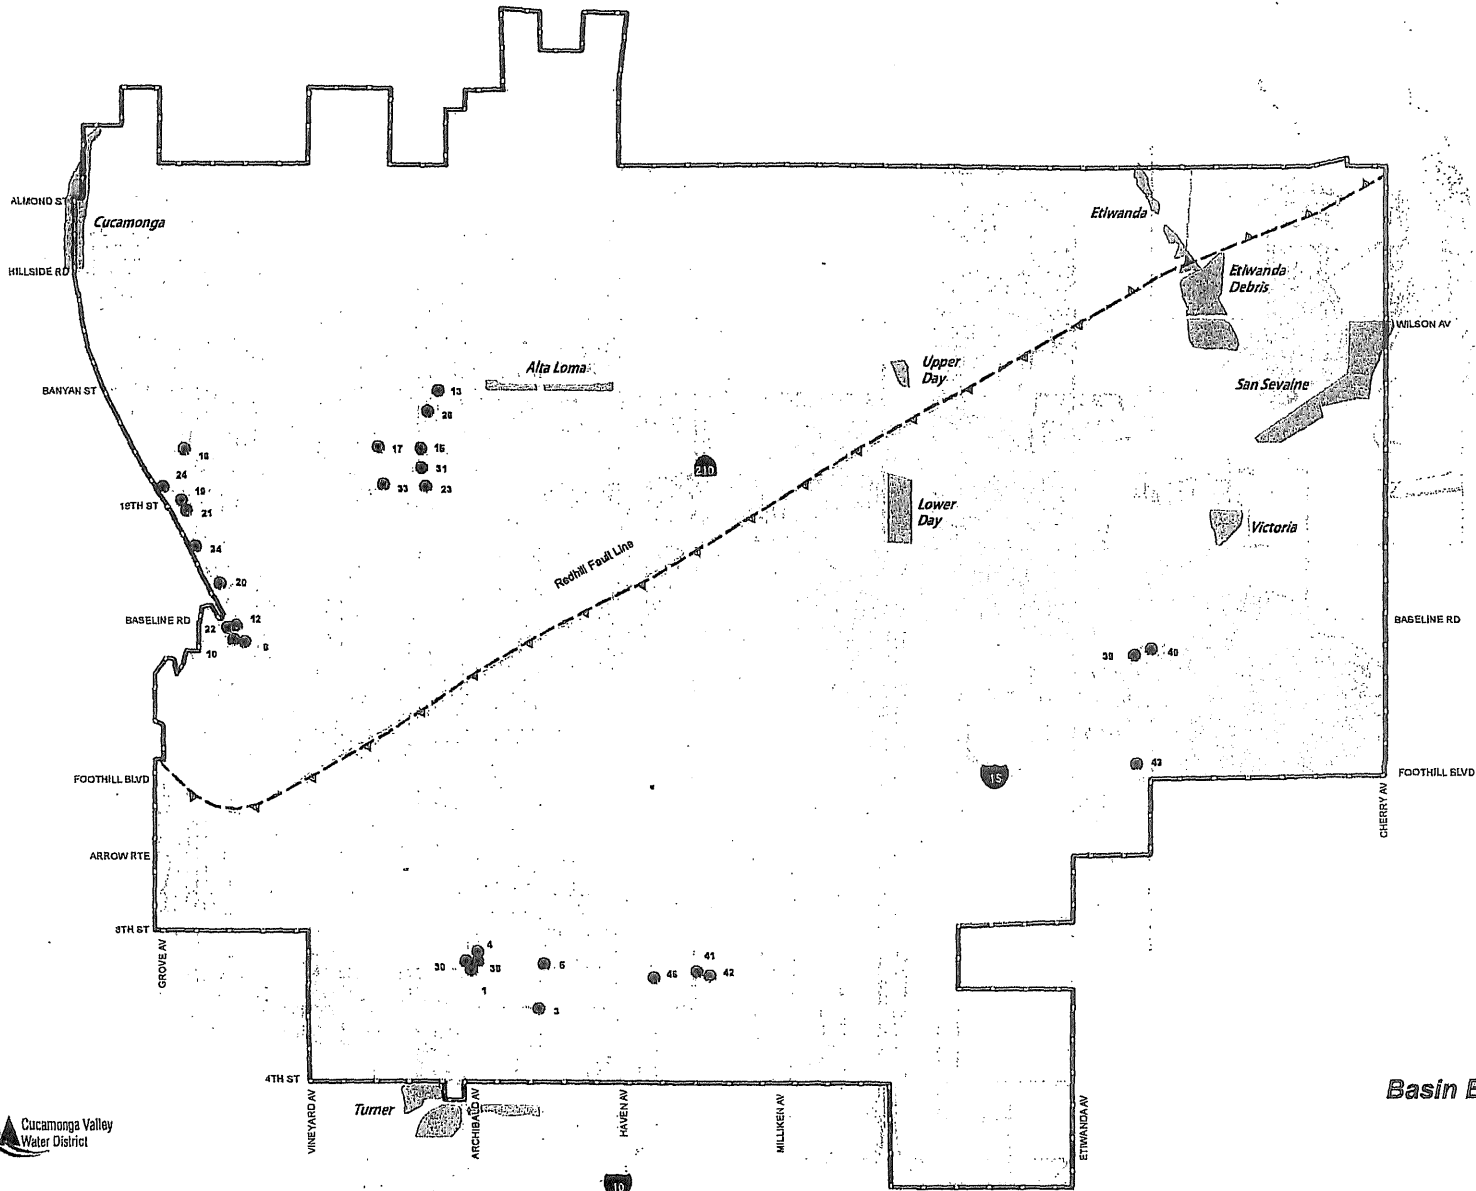 ALMOND ST
Cucamonga
HILLSIDE RD
Etiwanda
Etiwanda
Debris
WILSON AV
BANYAN ST
Alta Loma
Upper
Day
San Sevaine
13
17
31
33
23
24
19
19TH ST
21
34
20
210
Lower
Day
Victoria
Redhill Fault Line
BASELINE RD
22
12
10
BASELINE RD
39
40
43
FOOTHILL BLVD
15
FOOTHILL BLVD
CHERRY AV
ARROW RTE
8TH ST
GROVE AV
4
30
5
1
3
46
41
42
4TH ST
VINEYARD AV
Turner
ARCHIBALD AV
HAVEN AV
MILLIKEN AV
ETIWANDA AV
10
Basin
Cucamonga Valley
Water District